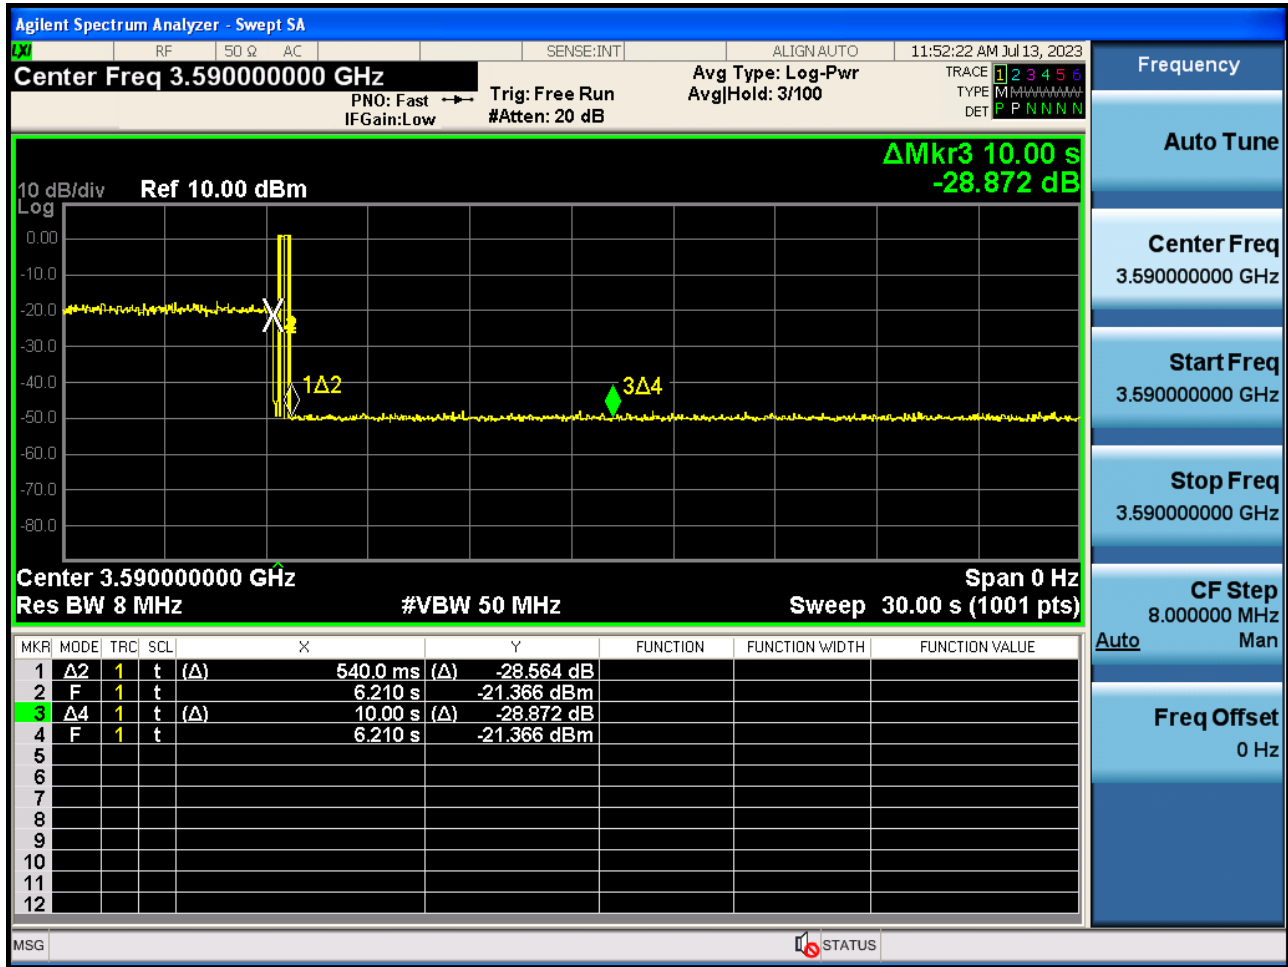 Agilent Spectrum Analyzer - Swept SA
LXI RF 50 Ω AC SENSE:INT ALIGN AUTO 11:52:22 AM Jul 13, 2023
Center Freq 3.590000000 GHz
PNO: Fast
IFGain:Low
Trig: Free Run
#Atten: 20 dB
Avg Type: Log-Pwr
Avg|Hold: 3/100
TRACE 1 2 3 4 5 6
TYPE M M
DET P P N N N N
ΔMkr3 10.00 s
-28.872 dB
10 dB/div Ref 10.00 dBm
Log
0.00
-10.0
-20.0
-30.0
-40.0
-50.0
-60.0
-70.0
-80.0
2
1Δ2
3Δ4
Center 3.590000000 GHz Span 0 Hz
Res BW 8 MHz #VBW 50 MHz Sweep 30.00 s (1001 pts)
MKR MODE TRC SCL X Y FUNCTION FUNCTION WIDTH FUNCTION VALUE
1 Δ2 1 t (Δ) 540.0 ms (Δ) -28.564 dB
2 F 1 t 6.210 s -21.366 dBm
3 Δ4 1 t (Δ) 10.00 s (Δ) -28.872 dB
4 F 1 t 6.210 s -21.366 dBm
5
6
7
8
9
10
11
12
MSG STATUS
Frequency
Auto Tune
Center Freq
3.590000000 GHz
Start Freq
3.590000000 GHz
Stop Freq
3.590000000 GHz
CF Step
8.000000 MHz
Auto Man
Freq Offset
0 Hz